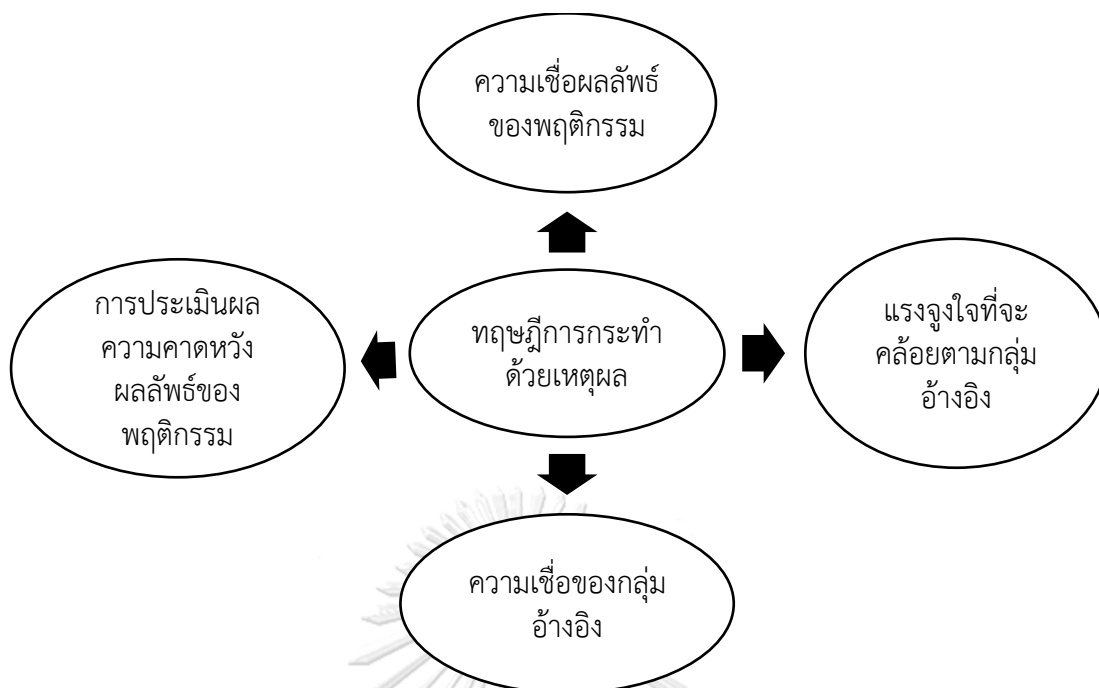 ความเชื่อผลลัพธ์
ของพฤติกรรม
การประเมินผล
ความคาดหวัง
ผลลัพธ์ของ
พฤติกรรม
ทฤษฎีการกระทำ
ด้วยเหตุผล
แรงจูงใจที่จะ
คล้อยตามกลุ่ม
อ้างอิง
ความเชื่อของกลุ่ม
อ้างอิง